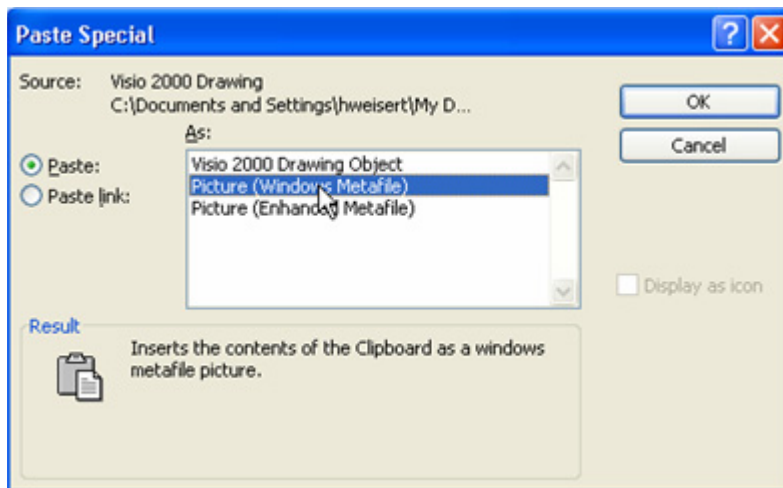 Paste Special
Source: Visio 2000 Drawing
C:\Documents and Settings\hweisert\My D...
As:
Paste:
Paste link:
Visio 2000 Drawing Object
Picture (Windows Metafile)
Picture (Enhanced Metafile)
OK
Cancel
Display as icon
Result
Inserts the contents of the Clipboard as a windows
metafile picture.